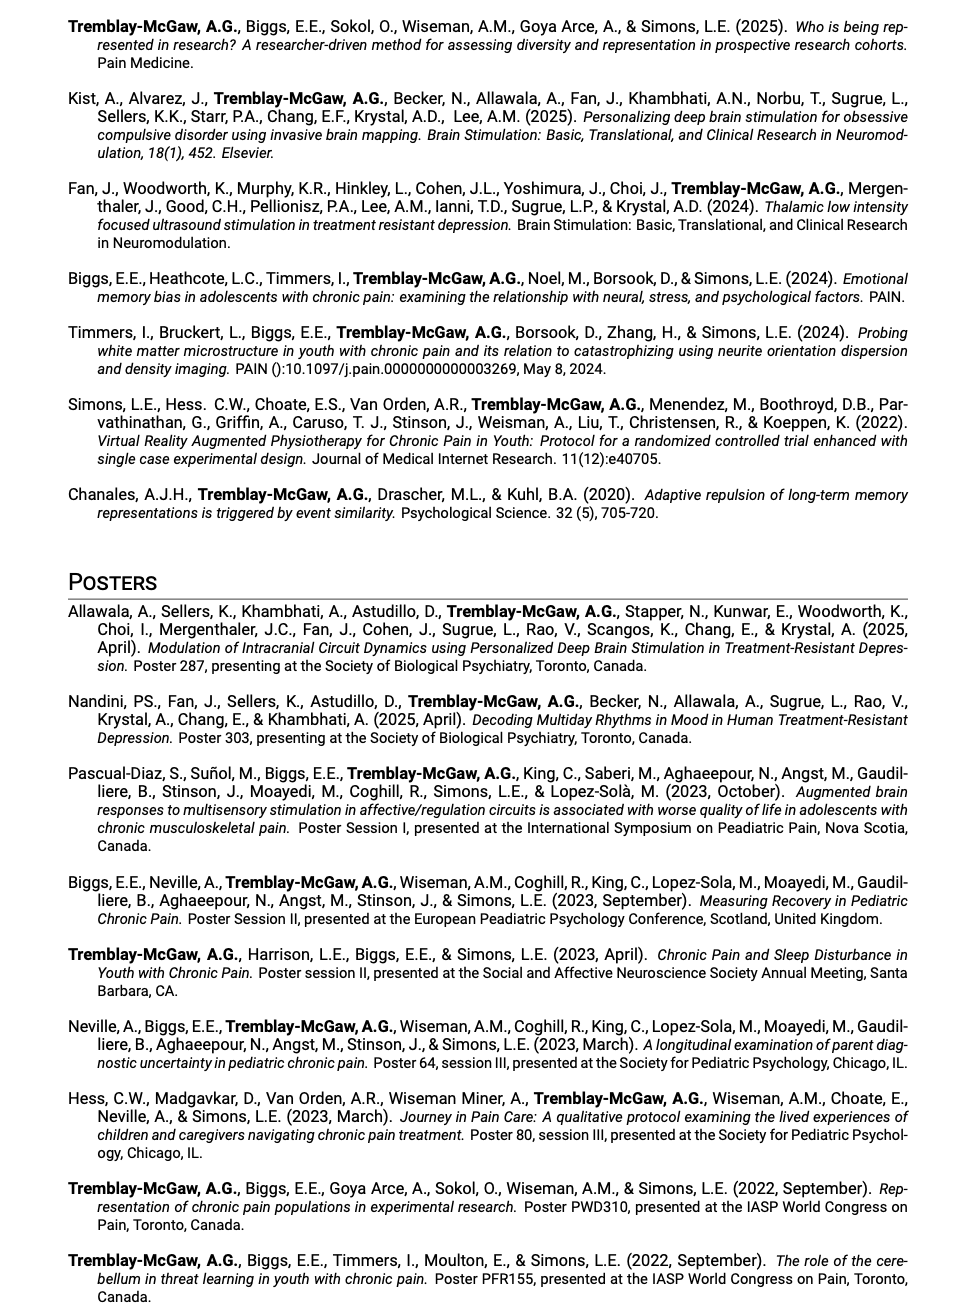 Tremblay-McGaw, A.G., Biggs, E.E., Sokol, O., Wiseman, A.M., Goya Arce, A., & Simons, L.E. (2025). Who is being rep-
resented in research? A researcher-driven method for assessing diversity and representation in prospective research cohorts.
Pain Medicine.
Kist, A., Alvarez, J., Tremblay-McGaw, A.G., Becker, N., Allawala, A., Fan, J., Khambhati, A.N., Norbu, T., Sugrue, L.,
Sellers, K.K., Starr, P.A., Chang, E.F., Krystal, A.D., Lee, A.M. (2025). Personalizing deep brain stimulation for obsessive
compulsive disorder using invasive brain mapping. Brain Stimulation: Basic, Translational, and Clinical Research in Neuromod-
ulation, 18(1), 452. Elsevier.
Fan, J., Woodworth, K., Murphy, K.R., Hinkley, L., Cohen, J.L., Yoshimura, J., Choi, J., Tremblay-McGaw, A.G., Mergen-
thaler, J., Good, C.H., Pellionisz, P.A., Lee, A.M., Ianni, T.D., Sugrue, L.P., & Krystal, A.D. (2024). Thalamic low intensity
focused ultrasound stimulation in treatment resistant depression. Brain Stimulation: Basic, Translational, and Clinical Research
in Neuromodulation.
Biggs, E.E., Heathcote, L.C., Timmers, I., Tremblay-McGaw, A.G., Noel, M., Borsook, D., & Simons, L.E. (2024). Emotional
memory bias in adolescents with chronic pain: examining the relationship with neural, stress, and psychological factors. PAIN.
Timmers, I., Bruckert, L., Biggs, E.E., Tremblay-McGaw, A.G., Borsook, D., Zhang, H., & Simons, L.E. (2024). Probing
white matter microstructure in youth with chronic pain and its relation to catastrophizing using neurite orientation dispersion
and density imaging. PAIN ():10.1097/j.pain.0000000000003269, May 8, 2024.
Simons, L.E., Hess. C.W., Choate, E.S., Van Orden, A.R., Tremblay-McGaw, A.G., Menendez, M., Boothroyd, D.B., Par-
vathinathan, G., Griffin, A., Caruso, T. J., Stinson, J., Weisman, A., Liu, T., Christensen, R., & Koeppen, K. (2022).
Virtual Reality Augmented Physiotherapy for Chronic Pain in Youth: Protocol for a randomized controlled trial enhanced with
single case experimental design. Journal of Medical Internet Research. 11(12):e40705.
Chanales, A.J.H., Tremblay-McGaw, A.G., Drascher, M.L., & Kuhl, B.A. (2020). Adaptive repulsion of long-term memory
representations is triggered by event similarity. Psychological Science. 32 (5), 705-720.
POSTERS
Allawala, A., Sellers, K., Khambhati, A., Astudillo, D., Tremblay-McGaw, A.G., Stapper, N., Kunwar, E., Woodworth, K.,
Choi, I., Mergenthaler, J.C., Fan, J., Cohen, J., Sugrue, L., Rao, V., Scangos, K., Chang, E., & Krystal, A. (2025,
April). Modulation of Intracranial Circuit Dynamics using Personalized Deep Brain Stimulation in Treatment-Resistant Depres-
sion. Poster 287, presenting at the Society of Biological Psychiatry, Toronto, Canada.
Nandini, PS., Fan, J., Sellers, K., Astudillo, D., Tremblay-McGaw, A.G., Becker, N., Allawala, A., Sugrue, L., Rao, V.,
Krystal, A., Chang, E., & Khambhati, A. (2025, April). Decoding Multiday Rhythms in Mood in Human Treatment-Resistant
Depression. Poster 303, presenting at the Society of Biological Psychiatry, Toronto, Canada.
Pascual-Diaz, S., Suñol, M., Biggs, E.E., Tremblay-McGaw, A.G., King, C., Saberi, M., Aghaeepour, N., Angst, M., Gaudil-
liere, B., Stinson, J., Moayedi, M., Coghill, R., Simons, L.E., & Lopez-Solà, M. (2023, October). Augmented brain
responses to multisensory stimulation in affective/regulation circuits is associated with worse quality of life in adolescents with
chronic musculoskeletal pain. Poster Session I, presented at the International Symposium on Peadiatric Pain, Nova Scotia,
Canada.
Biggs, E.E., Neville, A., Tremblay-McGaw, A.G., Wiseman, A.M., Coghill, R., King, C., Lopez-Sola, M., Moayedi, M., Gaudil-
liere, B., Aghaeepour, N., Angst, M., Stinson, J., & Simons, L.E. (2023, September). Measuring Recovery in Pediatric
Chronic Pain. Poster Session II, presented at the European Peadiatric Psychology Conference, Scotland, United Kingdom.
Tremblay-McGaw, A.G., Harrison, L.E., Biggs, E.E., & Simons, L.E. (2023, April). Chronic Pain and Sleep Disturbance in
Youth with Chronic Pain. Poster session II, presented at the Social and Affective Neuroscience Society Annual Meeting, Santa
Barbara, CA.
Neville, A., Biggs, E.E., Tremblay-McGaw, A.G., Wiseman, A.M., Coghill, R., King, C., Lopez-Sola, M., Moayedi, M., Gaudil-
liere, B., Aghaeepour, N., Angst, M., Stinson, J., & Simons, L.E. (2023, March). A longitudinal examination of parent diag-
nostic uncertainty in pediatric chronic pain. Poster 64, session III, presented at the Society for Pediatric Psychology, Chicago, IL.
Hess, C.W., Madgavkar, D., Van Orden, A.R., Wiseman Miner, A., Tremblay-McGaw, A.G., Wiseman, A.M., Choate, E.,
Neville, A., & Simons, L.E. (2023, March). Journey in Pain Care: A qualitative protocol examining the lived experiences of
children and caregivers navigating chronic pain treatment. Poster 80, session III, presented at the Society for Pediatric Psychol-
ogy, Chicago, IL.
Tremblay-McGaw, A.G., Biggs, E.E., Goya Arce, A., Sokol, O., Wiseman, A.M., & Simons, L.E. (2022, September). Rep-
resentation of chronic pain populations in experimental research. Poster PWD310, presented at the IASP World Congress on
Pain, Toronto, Canada.
Tremblay-McGaw, A.G., Biggs, E.E., Timmers, I., Moulton, E., & Simons, L.E. (2022, September). The role of the cere-
bellum in threat learning in youth with chronic pain. Poster PFR155, presented at the IASP World Congress on Pain, Toronto,
Canada.